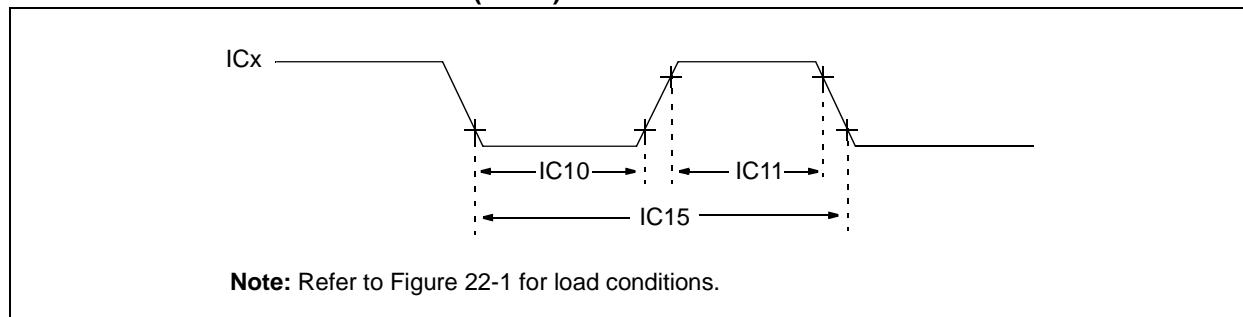 ICx
IC10
IC11
IC15
Note: Refer to Figure 22-1 for load conditions.